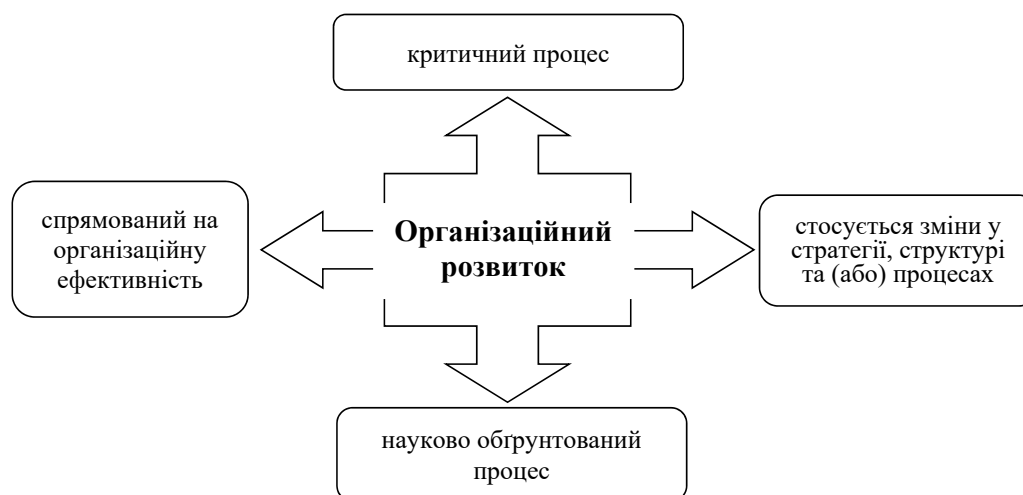 критичний процес
спрямований на
організаційну
ефективність
Організаційний
розвиток
стосується зміни у
стратегії, структурі
та (або) процесах
науково обґрунтований
процес